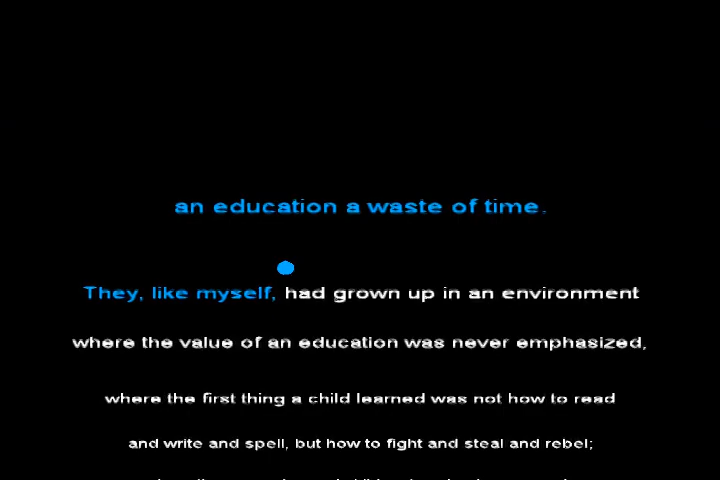 an education a waste of time.
They, like myself, had grown up in an environment
where the value of an education was never emphasized,
where the first thing a child learned was not how to read
and write and spell, but how to fight and steal and rebel;